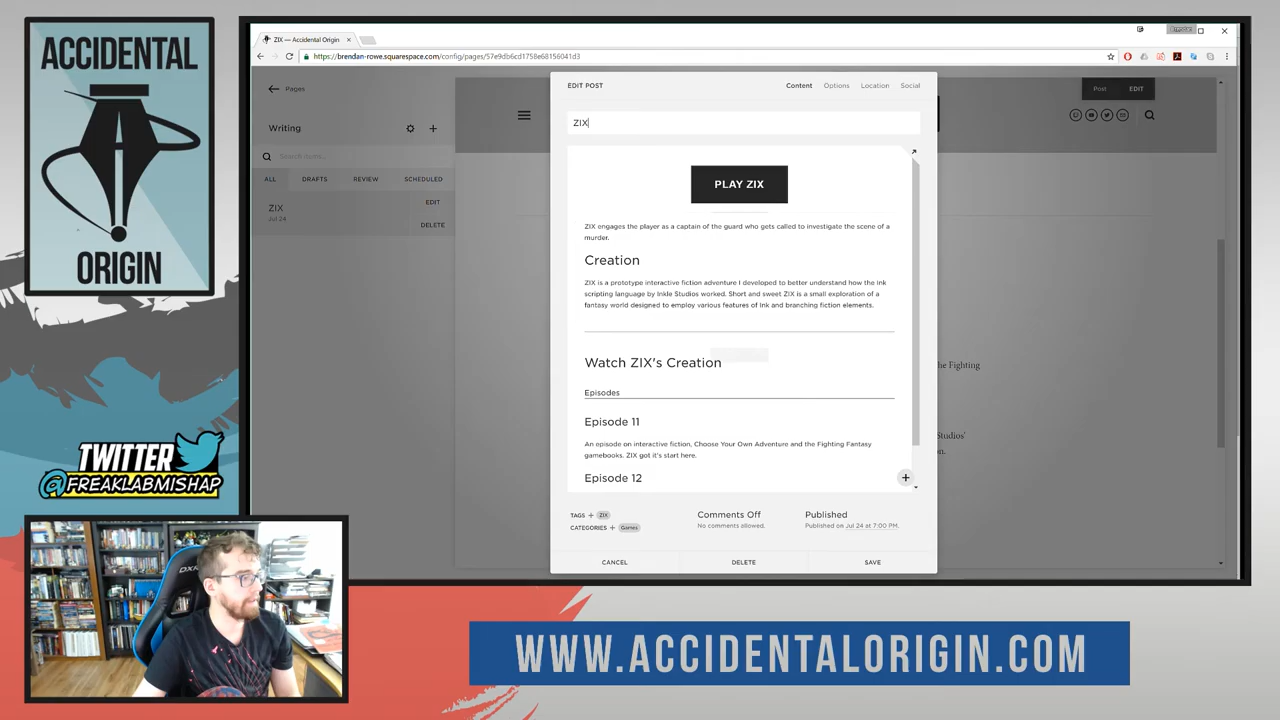 ACCIDENTAL
ORIGIN
TWITTER
@FREAKLABMISHAP
ZIX — Accidental Origin
https://brendan-rowe.squarespace.com/config/pages/57e9db6cd1758e68156041d3
Pages
Writing
Search items...
ALL
DRAFTS
REVIEW
SCHEDULED
ZIX
Jul 24
EDIT
DELETE
Post
EDIT
EDIT POST
Content
Options
Location
Social
ZIX
PLAY ZIX
ZIX engages the player as a captain of the guard who gets called to investigate the scene of a
murder.
Creation
ZIX is a prototype interactive fiction adventure I developed to better understand how the Ink
scripting language by Inkle Studios worked. Short and sweet ZIX is a small exploration of a
fantasy world designed to employ various features of Ink and branching fiction elements.
Watch ZIX's Creation
Episodes
Episode 11
An episode on interactive fiction, Choose Your Own Adventure and the Fighting Fantasy
gamebooks. ZIX got it's start here.
Episode 12
TAGS + ZIX
CATEGORIES + Games
Comments Off
No comments allowed.
Published
Published on Jul 24 at 7:00 PM.
CANCEL
DELETE
SAVE
he Fighting
Studios'
n.
WWW.ACCIDENTALORIGIN.COM